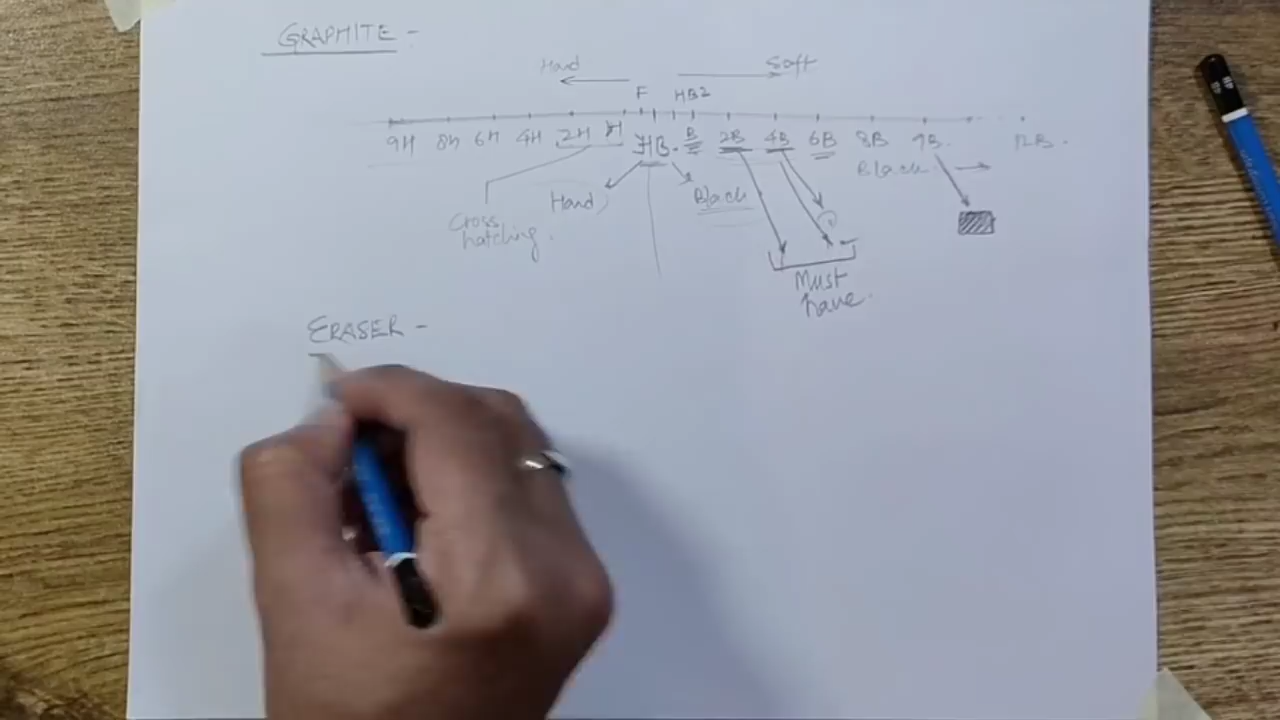 GRAPHITE -
Hard Soft
F HB2
9H 8H 6H 4H 2H H HB. B 2B 4B 6B 8B 9B. 12B.
Black
Hard Black
Cross
hatching.
Must
have.
ERASER -